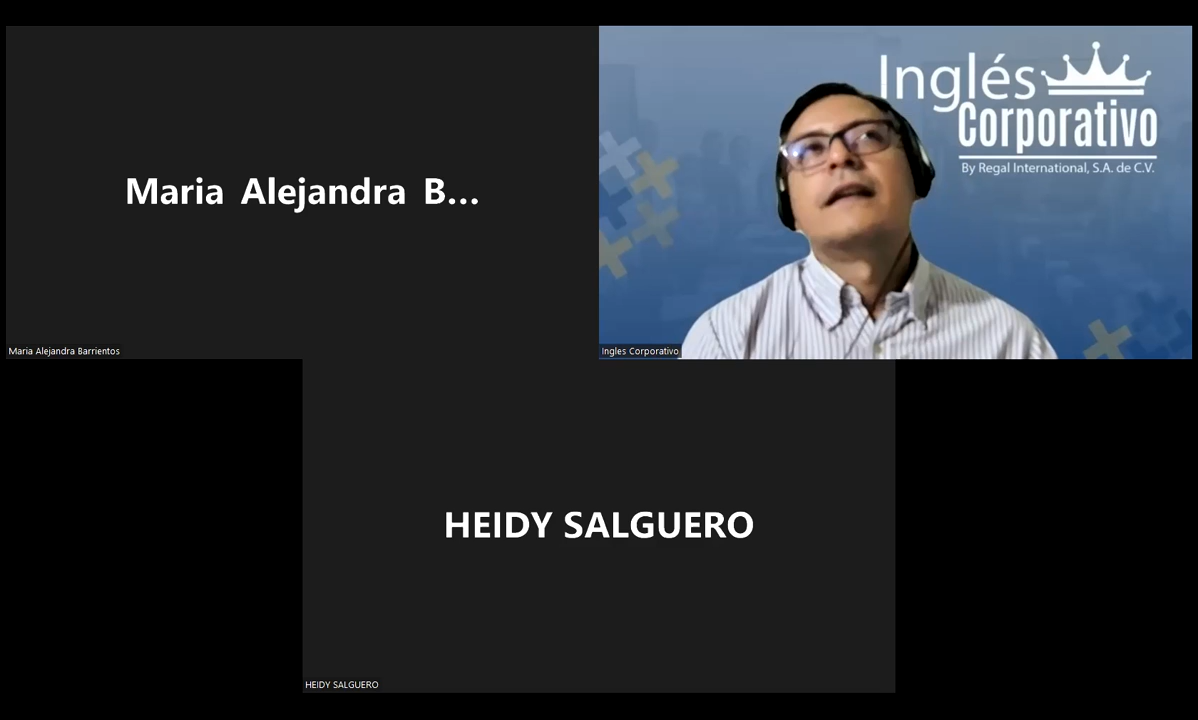 Maria Alejandra B...
Maria Alejandra Barrientos
Inglés
Corporativo
By Regal International, S.A. de C.V.
Ingles Corporativo
HEIDY SALGUERO
HEIDY SALGUERO